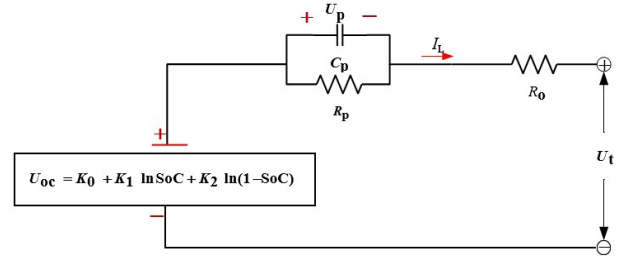 + Up −
IL
Cp
Rp
Ro
+
Ut
+
Uoc = K0 + K1 lnSoC + K2 ln(1−SoC)
−
−